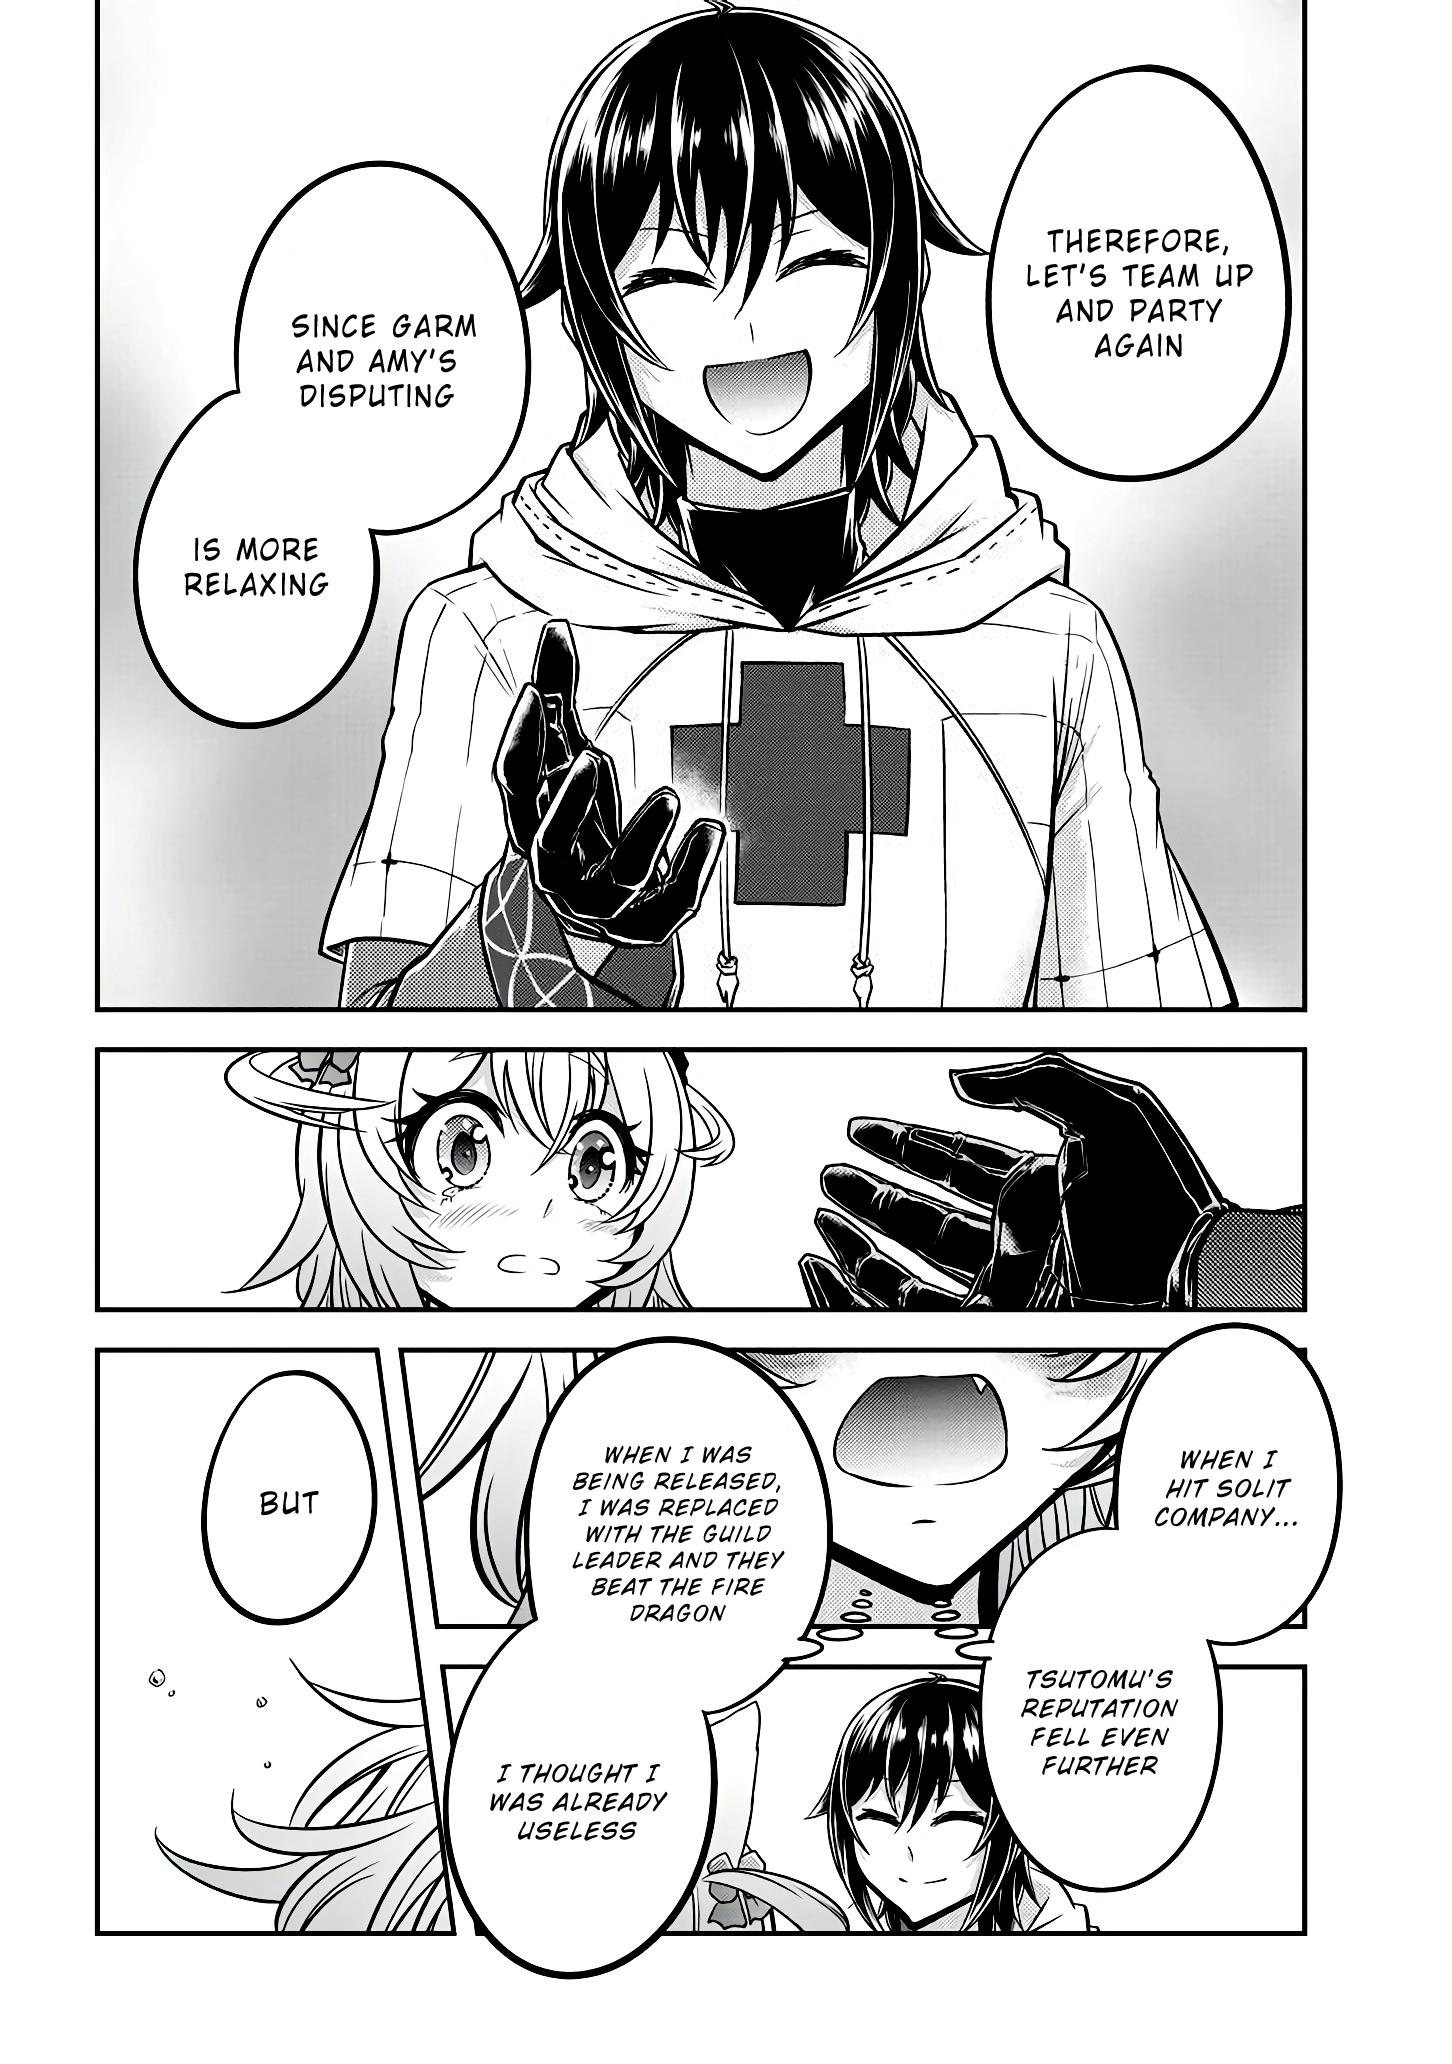 THEREFORE,
LET'S TEAM UP
AND PARTY
AGAIN
SINCE GARM
AND AMY'S
DISPUTING
IS MORE
RELAXING
WHEN I
HIT SOLIT
COMPANY...
TSUTOMU'S
REPUTATION
FELL EVEN
FURTHER
WHEN I WAS
BEING RELEASED,
I WAS REPLACED
WITH THE GUILD
LEADER AND THEY
BEAT THE FIRE
DRAGON
I THOUGHT I
WAS ALREADY
USELESS
BUT